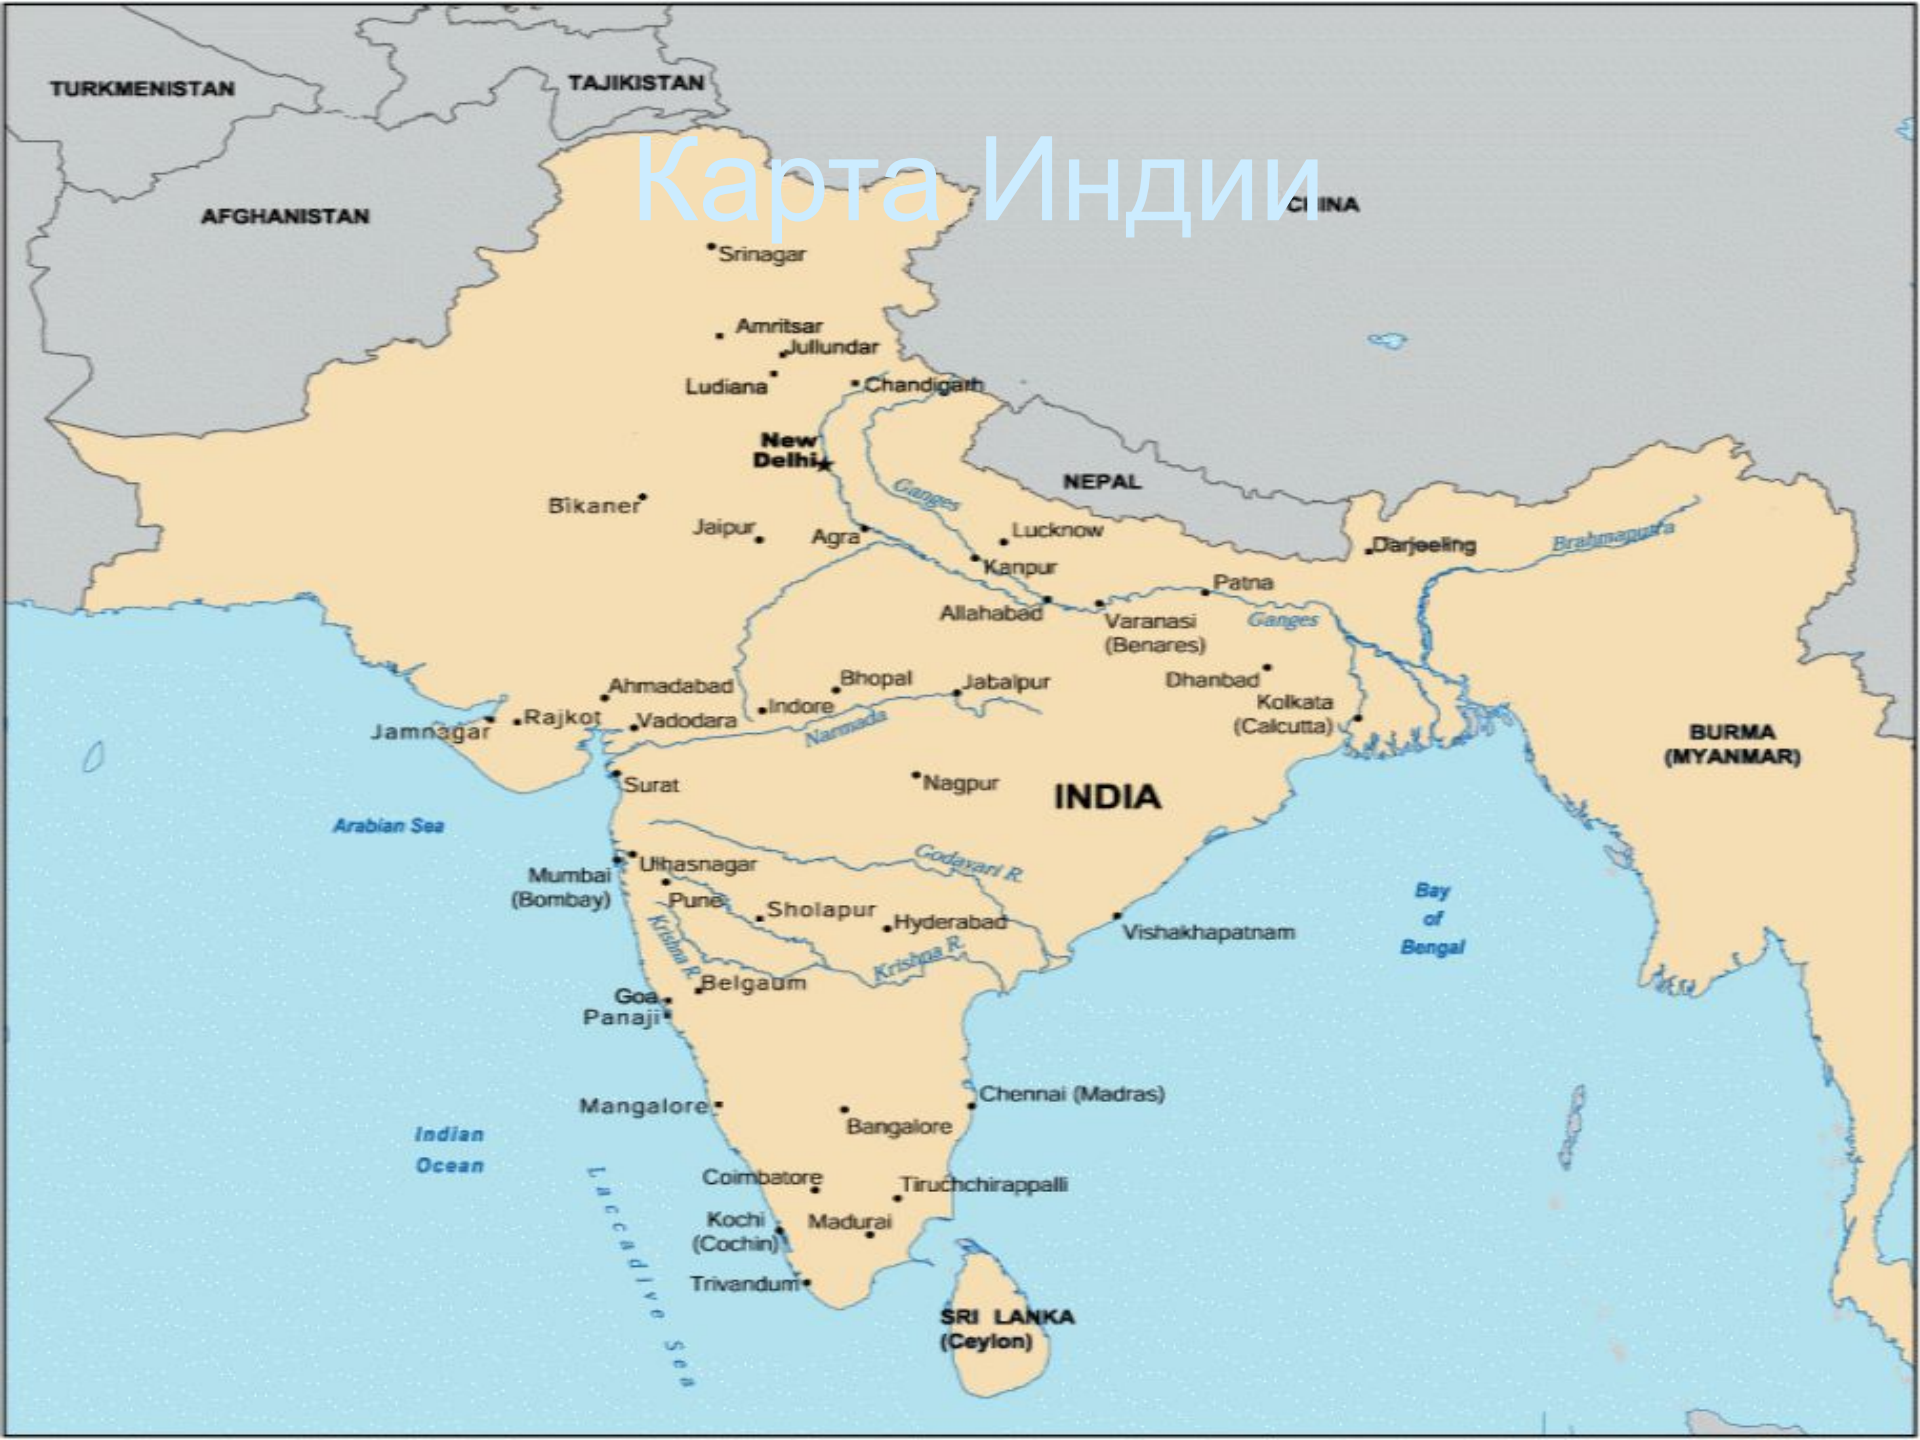 TURKMENISTAN
TAJIKISTAN
Карта Индии
AFGHANISTAN
CHINA
Srinagar
Amritsar
Jullundar
Ludiana
Chandigarh
New
Delhi
NEPAL
Ganges
Bikaner
Jaipur
Agra
Lucknow
Darjeeling
Brahmaputra
Kanpur
Patna
Allahabad
Varanasi
(Benares)
Ganges
Ahmadabad
Bhopal
Jabalpur
Dhanbad
Kolkata
(Calcutta)
Jamnagar
Rajkot
Vadodara
Indore
Narmada
BURMA
(MYANMAR)
Surat
Nagpur
INDIA
Arabian Sea
Godavari R.
Mumbai
(Bombay)
Ulhasnagar
Pune
Sholapur
Hyderabad
Vishakhapatnam
Bay
of
Bengal
Krishna R.
Krishna R.
Belgaum
Goa
Panaji
Mangalore
Bangalore
Chennai (Madras)
Indian
Ocean
Laccadive Sea
Coimbatore
Tiruchchirappalli
Kochi
(Cochin)
Madurai
Trivandum
SRI LANKA
(Ceylon)